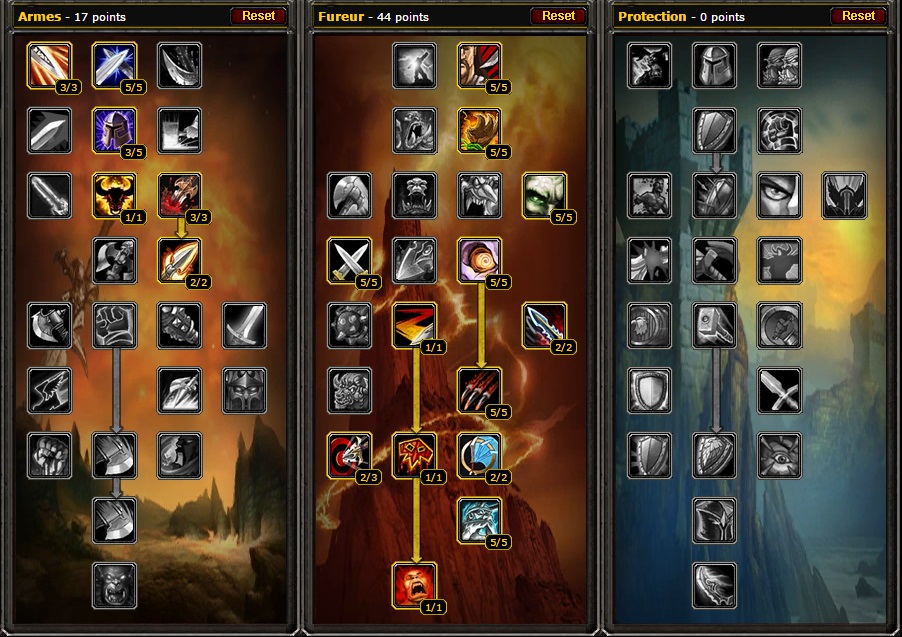 Armes - 17 points Reset
Fureur - 44 points Reset
Protection - 0 points Reset
3/3 5/5 5/5
3/5 5/5
1/1 3/3 5/5
2/2 5/5 5/5
1/1 2/2
5/5
2/3 1/1 2/2
5/5
1/1